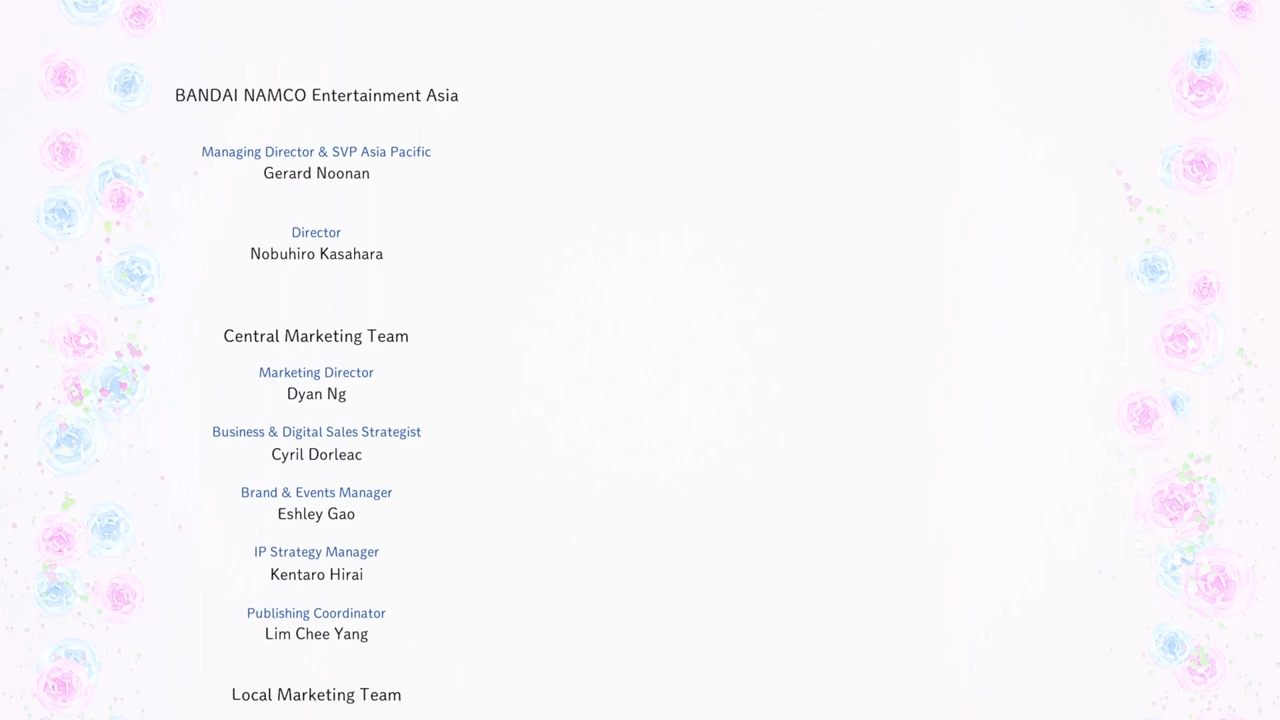 BANDAI NAMCO Entertainment Asia
Managing Director & SVP Asia Pacific
Gerard Noonan
Director
Nobuhiro Kasahara
Central Marketing Team
Marketing Director
Dyan Ng
Business & Digital Sales Strategist
Cyril Dorleac
Brand & Events Manager
Eshley Gao
IP Strategy Manager
Kentaro Hirai
Publishing Coordinator
Lim Chee Yang
Local Marketing Team